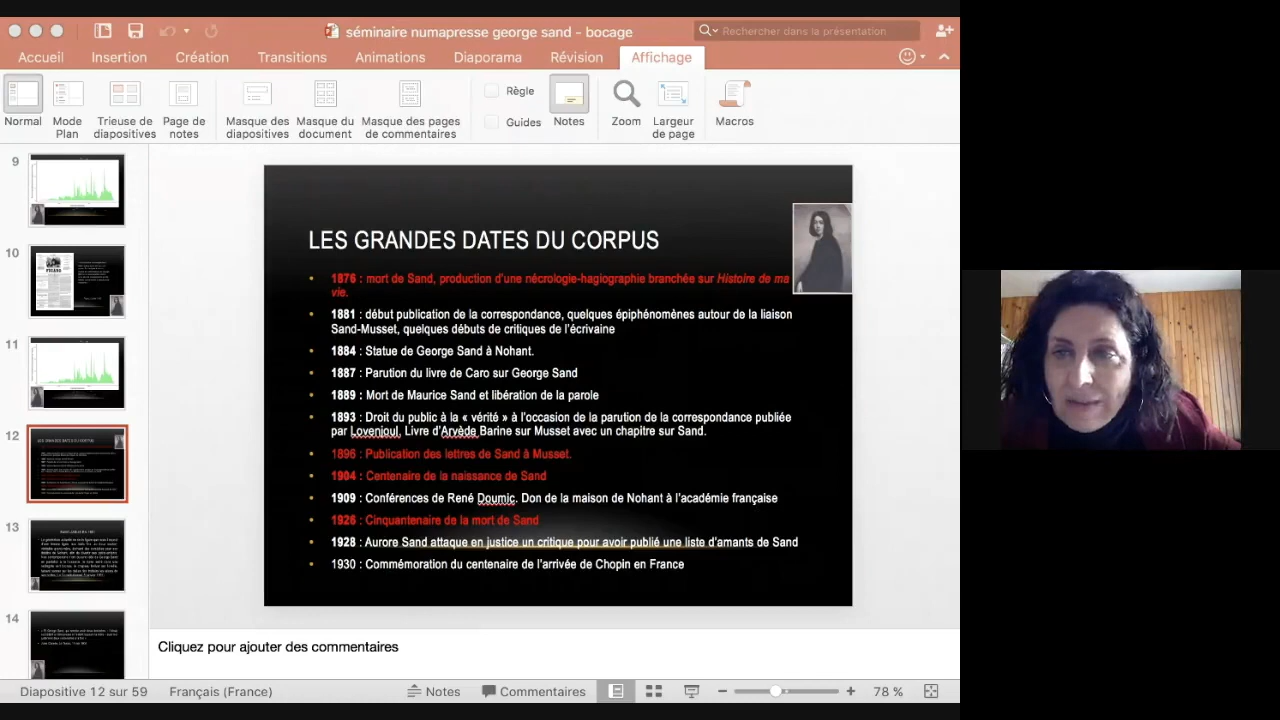 séminaire numapresse george sand - bocage
Rechercher dans la présentation
Accueil Insertion Création Transitions Animations Diaporama Révision Affichage
Normal
Mode Plan
Trieuse de diapositives
Page de notes
Masque des diapositives
Masque du document
Masque des pages de commentaires
Règle
Guides
Notes
Zoom
Largeur de page
Macros
9
10
11
12
13
14
LES GRANDES DATES DU CORPUS
• 1876 : mort de Sand, production d'une nécrologie-hagiographie branchée sur Histoire de ma
vie.
• 1881 : début publication de la correspondance, quelques épiphénomènes autour de la liaison
Sand-Musset, quelques débuts de critiques de l'écrivaine
• 1884 : Statue de George Sand à Nohant.
• 1887 : Parution du livre de Caro sur George Sand
• 1889 : Mort de Maurice Sand et libération de la parole
• 1893 : Droit du public à la « vérité » à l'occasion de la parution de la correspondance publiée
par Lovenjoul, Livre d'Arvède Barine sur Musset avec un chapitre sur Sand.
• 1896 : Publication des lettres de Sand à Musset.
• 1904 : Centenaire de la naissance de Sand
• 1909 : Conférences de René Doumic. Don de la maison de Nohant à l'académie française
• 1926 : Cinquantenaire de la mort de Sand
• 1928 : Aurore Sand attaque en justice un critique pour avoir publié une liste d'amants de Sand
• 1930 : Commémoration du centenaire de l'arrivée de Chopin en France
Cliquez pour ajouter des commentaires
Diapositive 12 sur 59 Français (France) Notes Commentaires 78 %